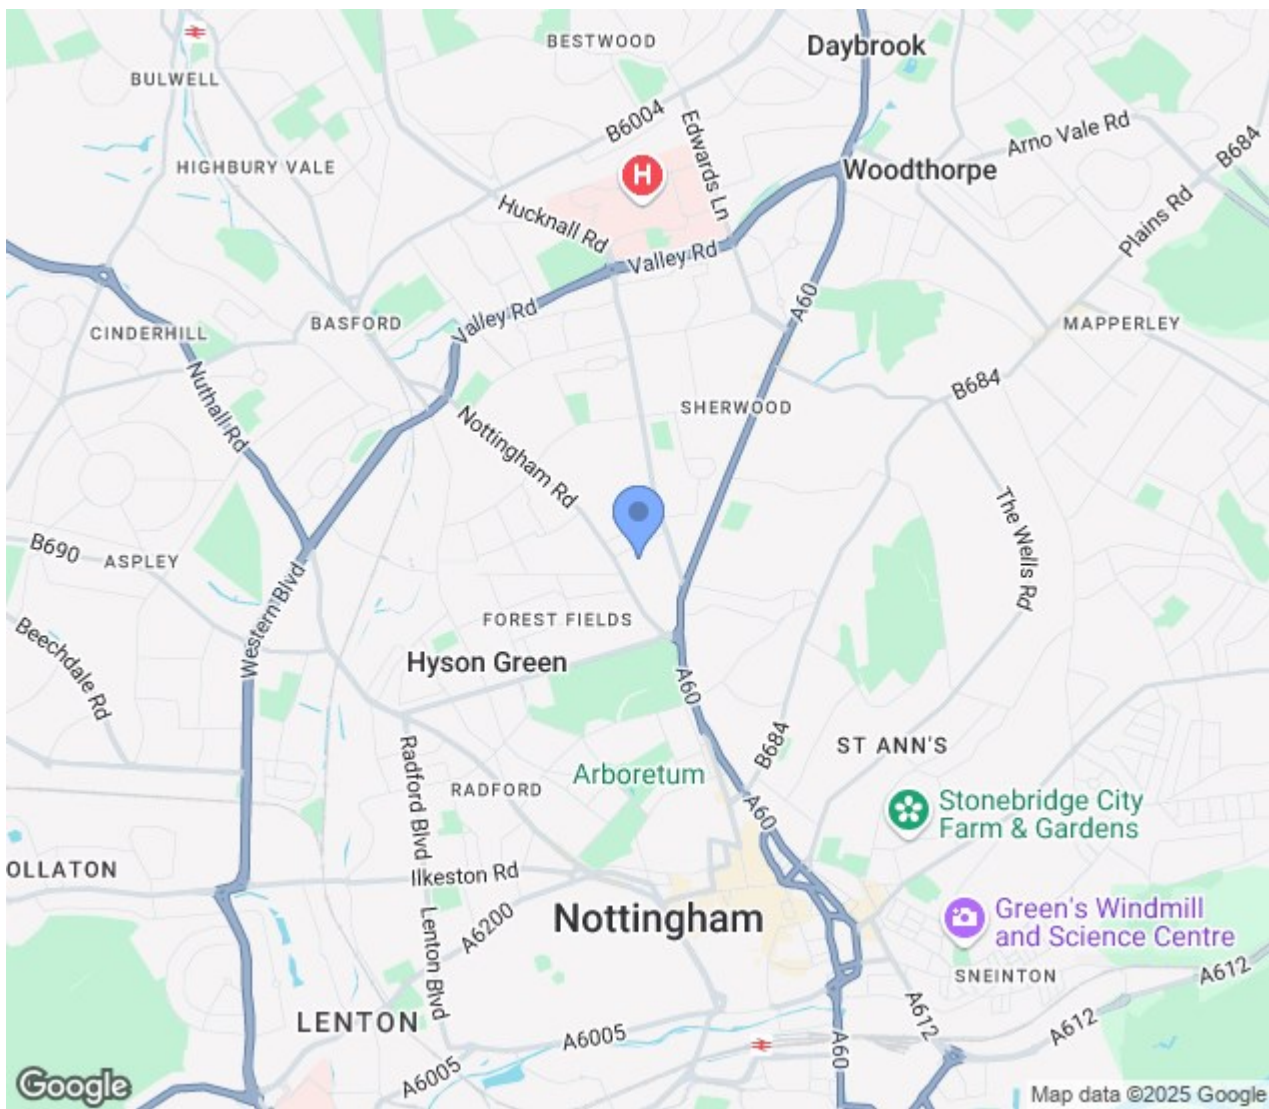 BESTWOOD
Daybrook
BULWELL
B6004
Edwards Ln
Arno Vale Rd
B684
HIGHBURY VALE
H
Woodthorpe
Hucknall Rd
Plains Rd
Valley Rd
A60
CINDERHILL
BASFORD
Valley Rd
MAPPERLEY
Nuthall Rd
B684
SHERWOOD
Nottingham Rd
The Wells Rd
B690
ASPLEY
Western Blvd
FOREST FIELDS
Beechdale Rd
Hyson Green
A60
B684
ST ANN'S
Radford Blvd
Arboretum
RADFORD
Stonebridge City
Farm & Gardens
A60
OLLATON
Ilkeston Rd
Lenton Blvd
A6200
Nottingham
Green's Windmill
and Science Centre
SNEINTON
A612
LENTON
A6005
A612
A612
A60
A6005
Google
Map data ©2025 Google